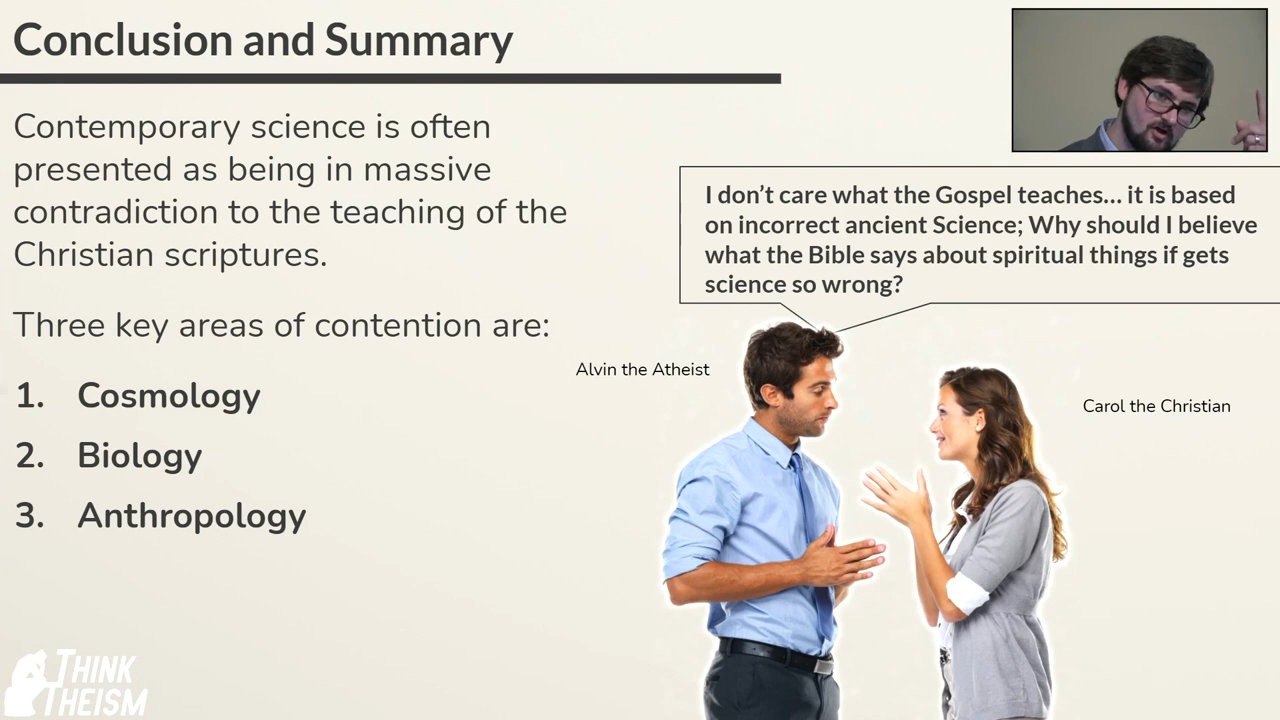 Conclusion and Summary
Contemporary science is often
presented as being in massive
contradiction to the teaching of the
Christian scriptures.
Three key areas of contention are:
1. Cosmology
2. Biology
3. Anthropology
I don’t care what the Gospel teaches... it is based
on incorrect ancient Science; Why should I believe
what the Bible says about spiritual things if gets
science so wrong?
Alvin the Atheist
Carol the Christian
THINK
THEISM